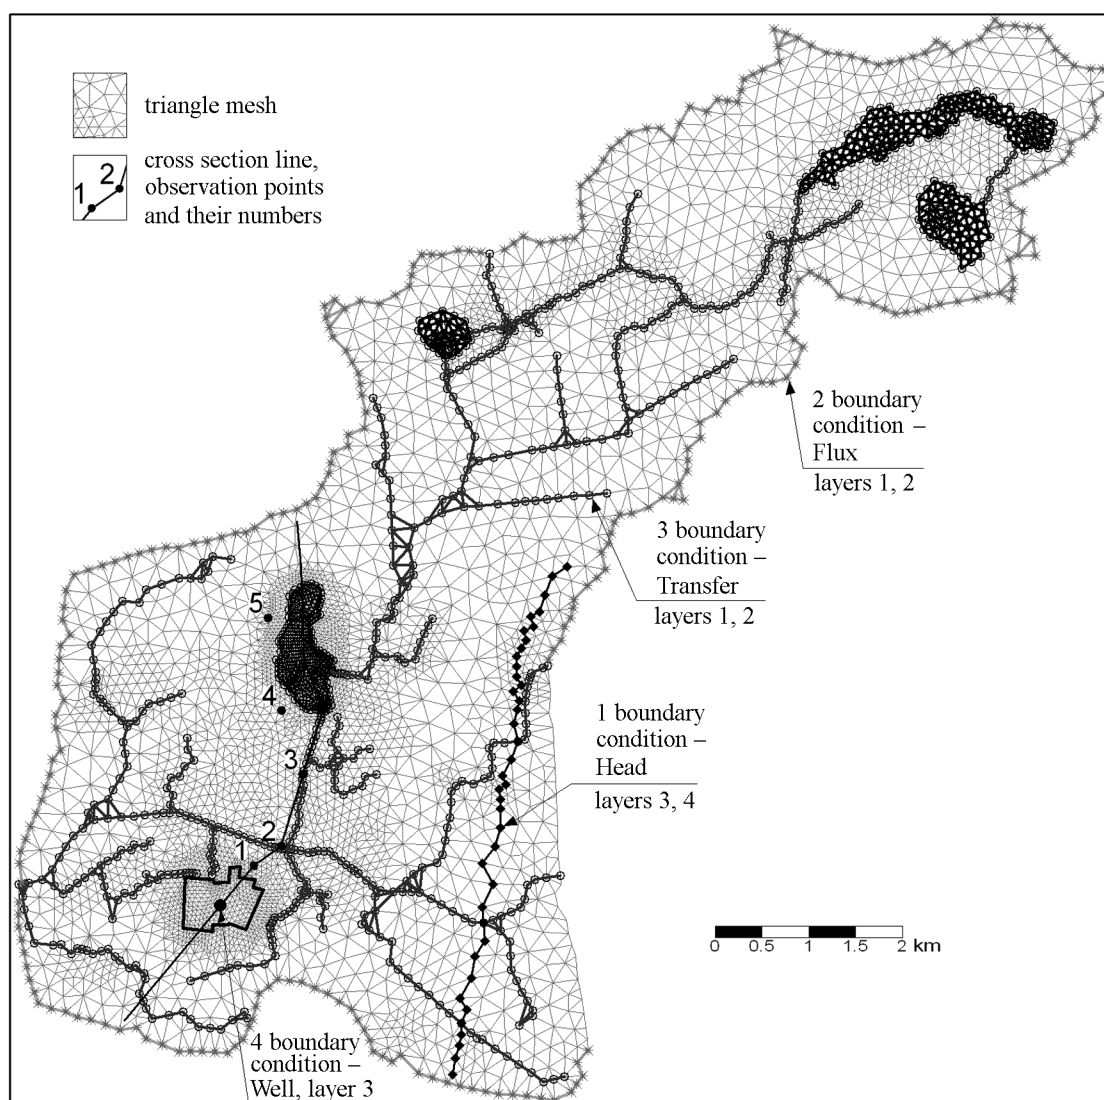 triangle mesh
cross section line,
observation points
and their numbers
2
1
2 boundary
condition –
Flux
layers 1, 2
3 boundary
condition –
Transfer
layers 1, 2
5
4
1 boundary
condition –
Head
layers 3, 4
3
2
1
0 0.5 1 1.5 2 km
4 boundary
condition –
Well, layer 3